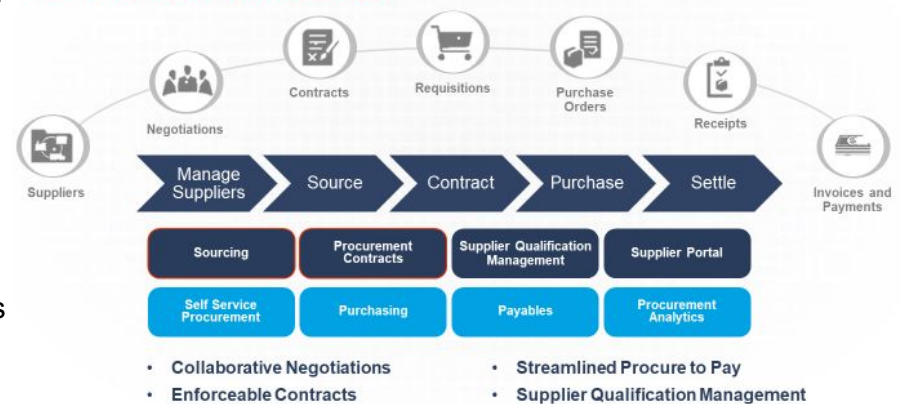 Contracts
Requisitions
Purchase
Orders
Negotiations
Receipts
Suppliers
Invoices and
Payments
Manage
Suppliers
Source
Contract
Purchase
Settle
Sourcing
Procurement
Contracts
Supplier Qualification
Management
Supplier Portal
Self Service
Procurement
Purchasing
Payables
Procurement
Analytics
s
• Collaborative Negotiations
• Enforceable Contracts
• Streamlined Procure to Pay
• Supplier Qualification Management